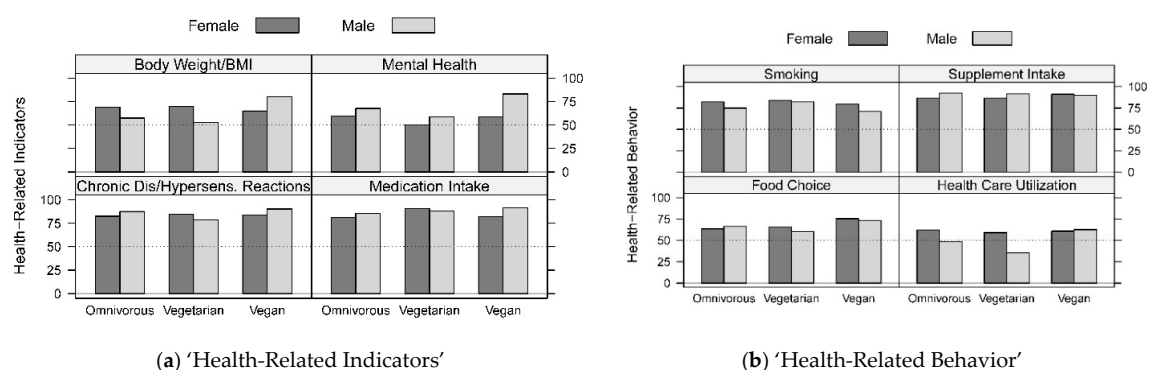 Female Male
Body Weight/BMI Mental Health
100
75
50
25
0
Chronic Dis/Hypersens. Reactions Medication Intake
100
75
50
25
0
Health-Related Indicators
Omnivorous Vegetarian Vegan Omnivorous Vegetarian Vegan
(a) ‘Health-Related Indicators’
Female Male
Smoking Supplement Intake
100
75
50
25
0
Food Choice Health Care Utilization
100
75
50
25
0
Health-Related Behavior
Omnivorous Vegetarian Vegan Omnivorous Vegetarian Vegan
(b) ‘Health-Related Behavior’